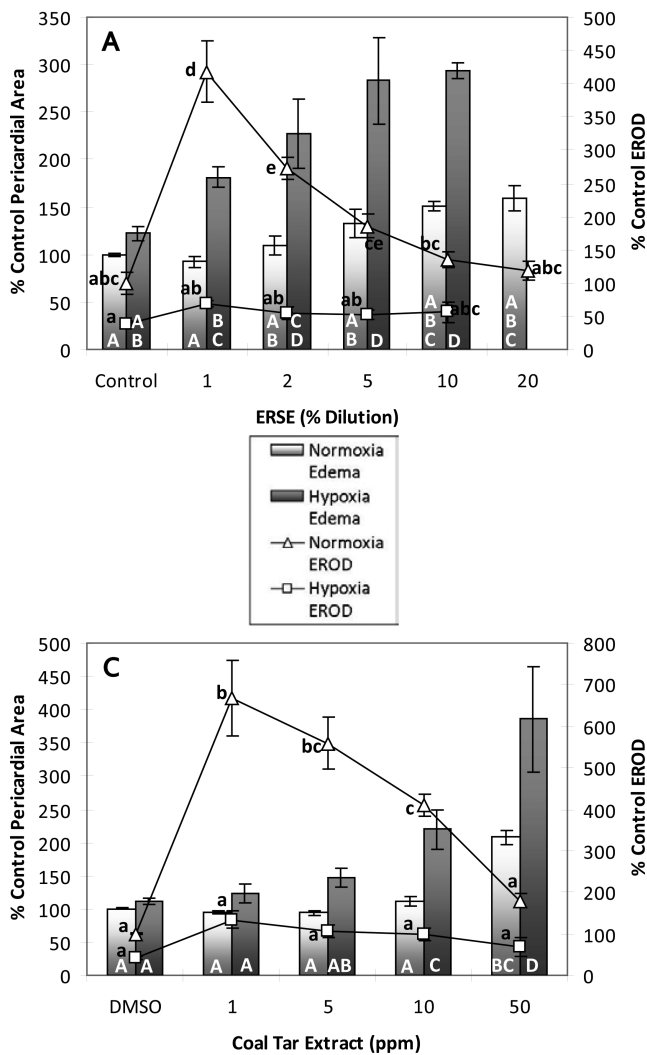 A
% Control Pericardial Area
% Control EROD
350
300
250
200
150
100
50
0
500
450
400
350
300
250
200
150
100
50
0
abc
d
e
ce
bc
abc
a
ab
ab
ab
abc
A
A B
A
B C
A B
C D
A B
D
A B C
D
A B C
Control 1 2 5 10 20
ERSE (% Dilution)
Normoxia
Edema
Hypoxia
Edema
Normoxia
EROD
Hypoxia
EROD
C
% Control Pericardial Area
% Control EROD
500
450
400
350
300
250
200
150
100
50
0
800
700
600
500
400
300
200
100
0
a
b
bc
c
a
a
a
a
a
a
A A A A A AB A C BC D
DMSO 1 5 10 50
Coal Tar Extract (ppm)